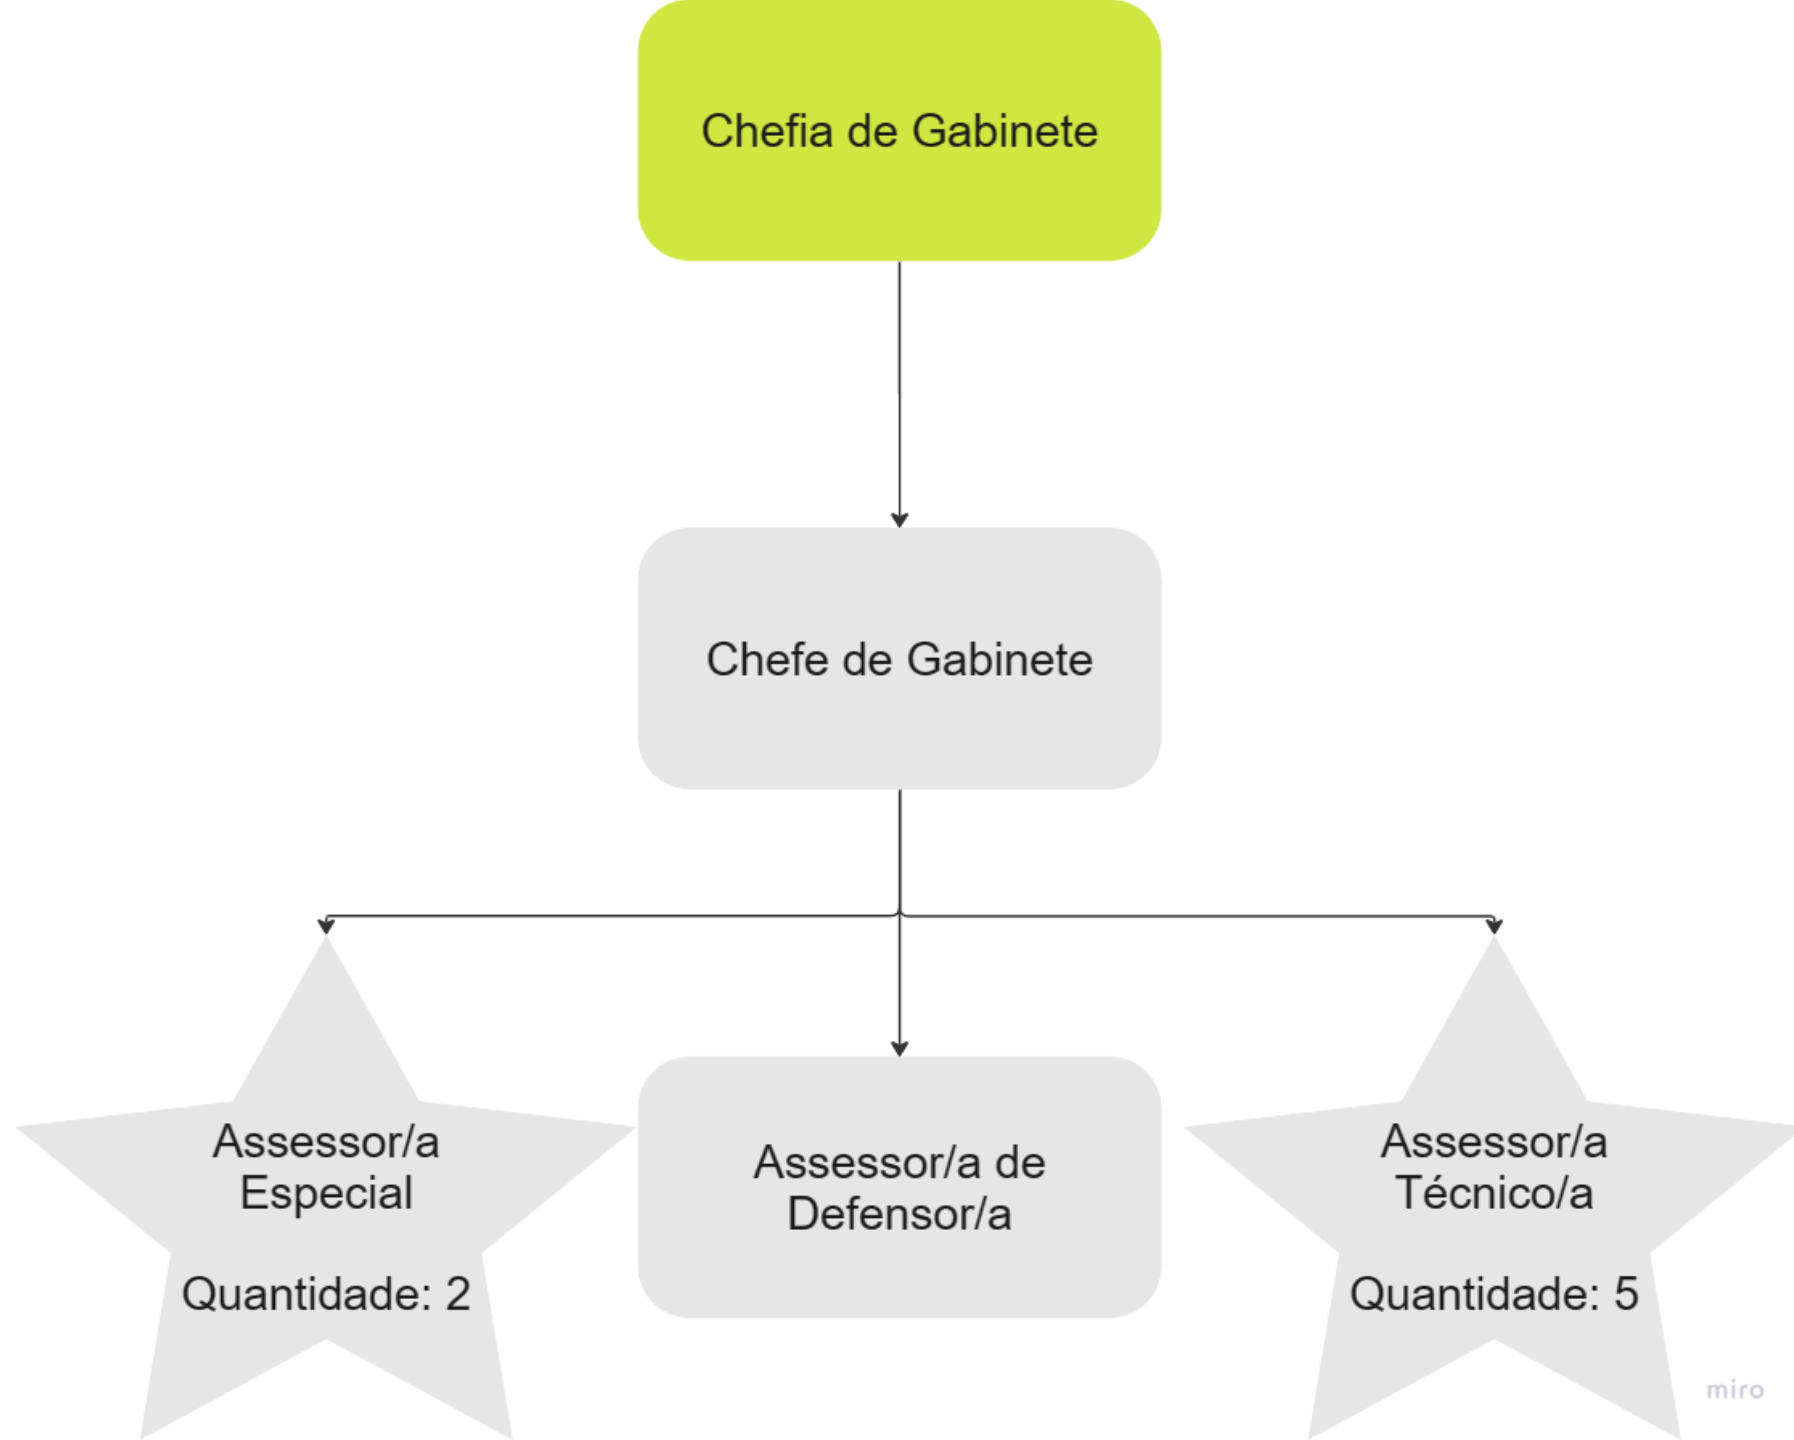 Chefia de Gabinete
Chefe de Gabinete
Assessor/a
Especial
Quantidade: 2
Assessor/a de
Defensor/a
Assessor/a
Técnico/a
Quantidade: 5
miro